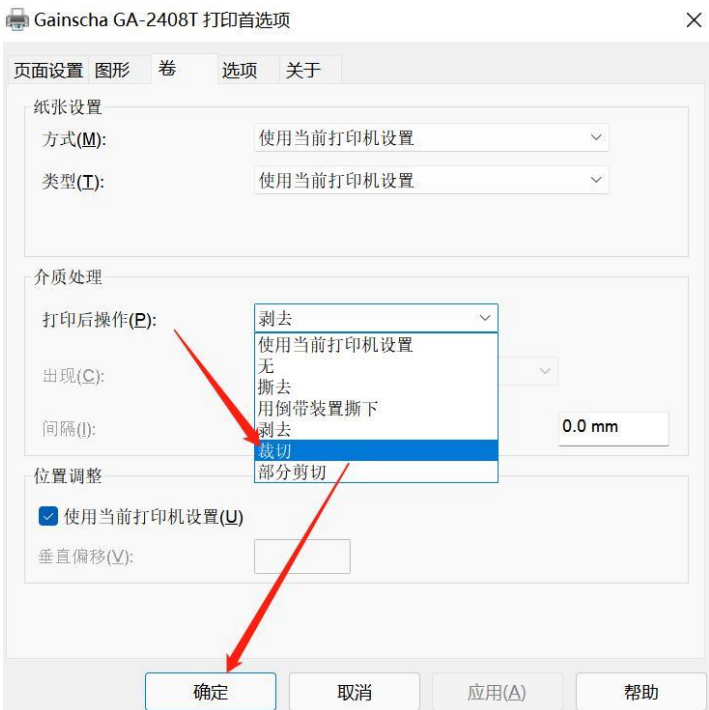 Gainscha GA-2408T 打印首选项
页面设置 图形 卷 选项 关于
纸张设置
方式(M): 使用当前打印机设置
类型(T): 使用当前打印机设置
介质处理
打印后操作(P): 剥去
使用当前打印机设置
无
撕去
出现(C):
用倒带装置撕下
剥去
间隔(I): 0.0 mm
裁切
部分剪切
位置调整
使用当前打印机设置(U)
垂直偏移(V):
确定 取消 应用(A) 帮助